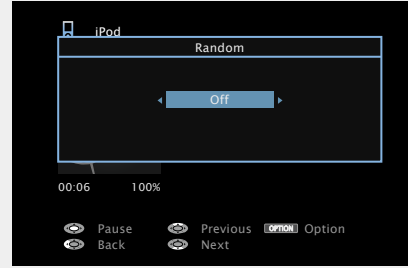 iPod
Random
Off
00:06 100%
Pause Previous OPTION Option
Back Next